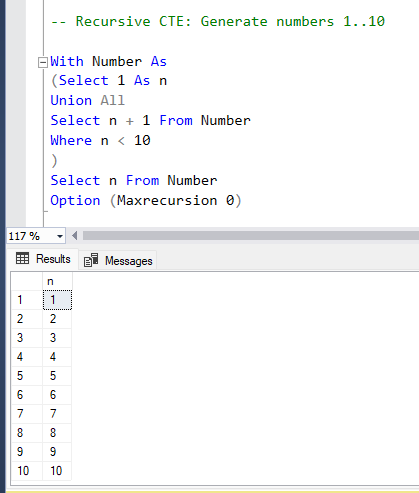 -- Recursive CTE: Generate numbers 1..10
With Number As
(Select 1 As n
Union All
Select n + 1 From Number
Where n < 10
)
Select n From Number
Option (Maxrecursion 0)
117 %
Results Messages
n
1 1
2 2
3 3
4 4
5 5
6 6
7 7
8 8
9 9
10 10